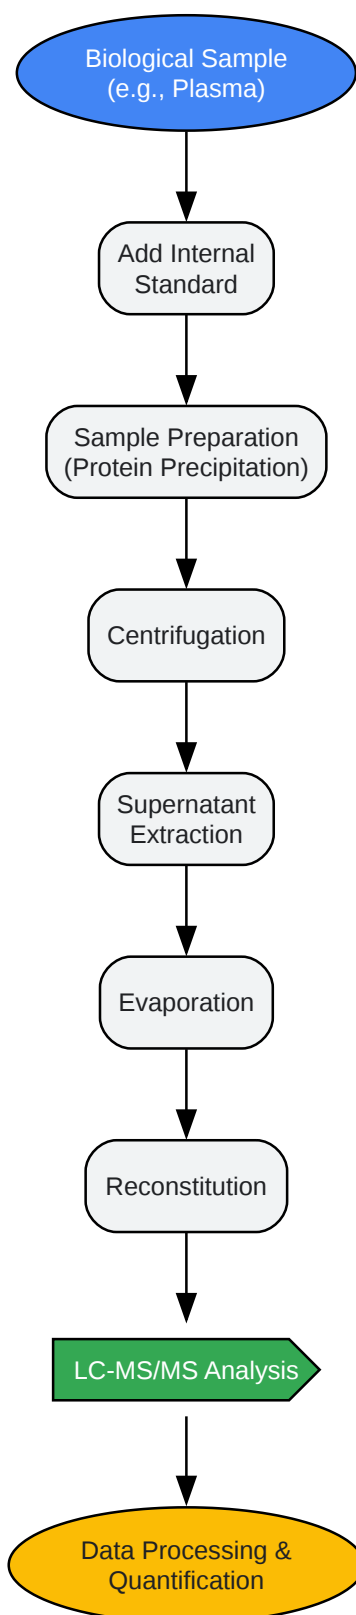 Biological Sample
(e.g., Plasma)
Add Internal
Standard
Sample Preparation
(Protein Precipitation)
Centrifugation
Supernatant
Extraction
Evaporation
Reconstitution
LC-MS/MS Analysis
Data Processing &
Quantification